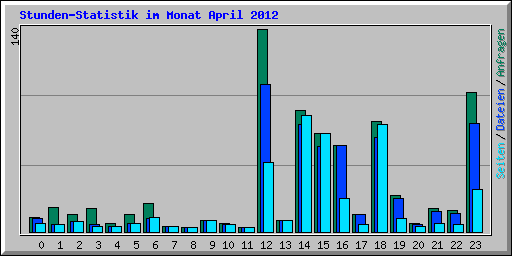 Stunden-Statistik im Monat April 2012
140
Seiten/Dateien/Anfragen
0 1 2 3 4 5 6 7 8 9 10 11 12 13 14 15 16 17 18 19 20 21 22 23